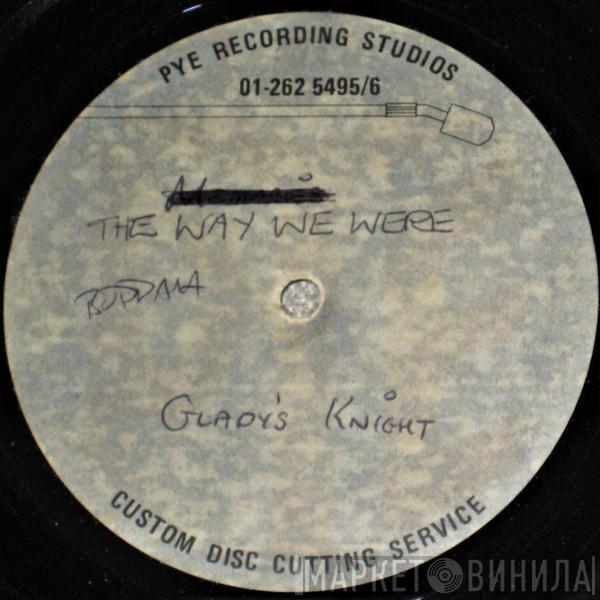 PYE RECORDING STUDIOS
01-262 5495/6
THE WAY WE WERE
BUDDAH
GLADY'S KNIGHT
CUSTOM DISC CUTTING SERVICE
МАРКЕТ ВИНИЛА